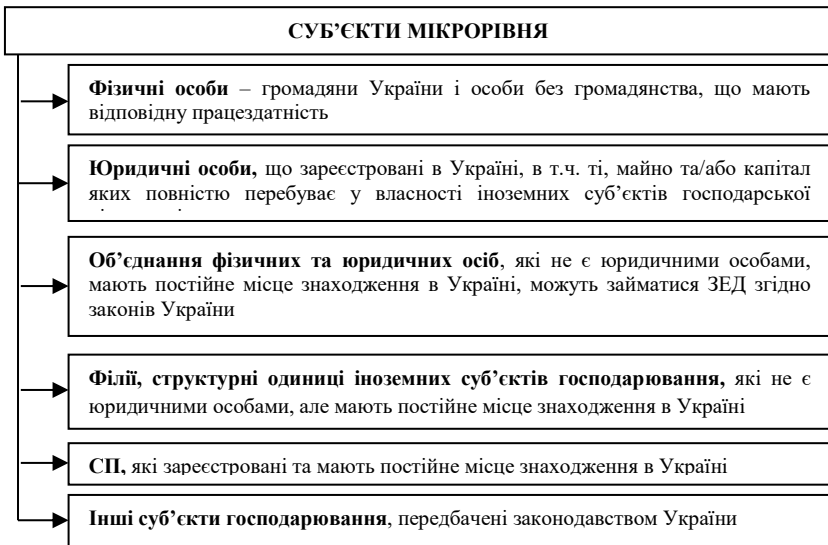 СУБ’ЄКТИ МІКРОРІВНЯ
Фізичні особи – громадяни України і особи без громадянства, що мають
відповідну працездатність
Юридичні особи, що зареєстровані в Україні, в т.ч. ті, майно та/або капітал
яких повністю перебуває у власності іноземних суб’єктів господарської
Об’єднання фізичних та юридичних осіб, які не є юридичними особами,
мають постійне місце знаходження в Україні, можуть займатися ЗЕД згідно
законів України
Філії, структурні одиниці іноземних суб’єктів господарювання, які не є
юридичними особами, але мають постійне місце знаходження в Україні
СП, які зареєстровані та мають постійне місце знаходження в Україні
Інші суб’єкти господарювання, передбачені законодавством України